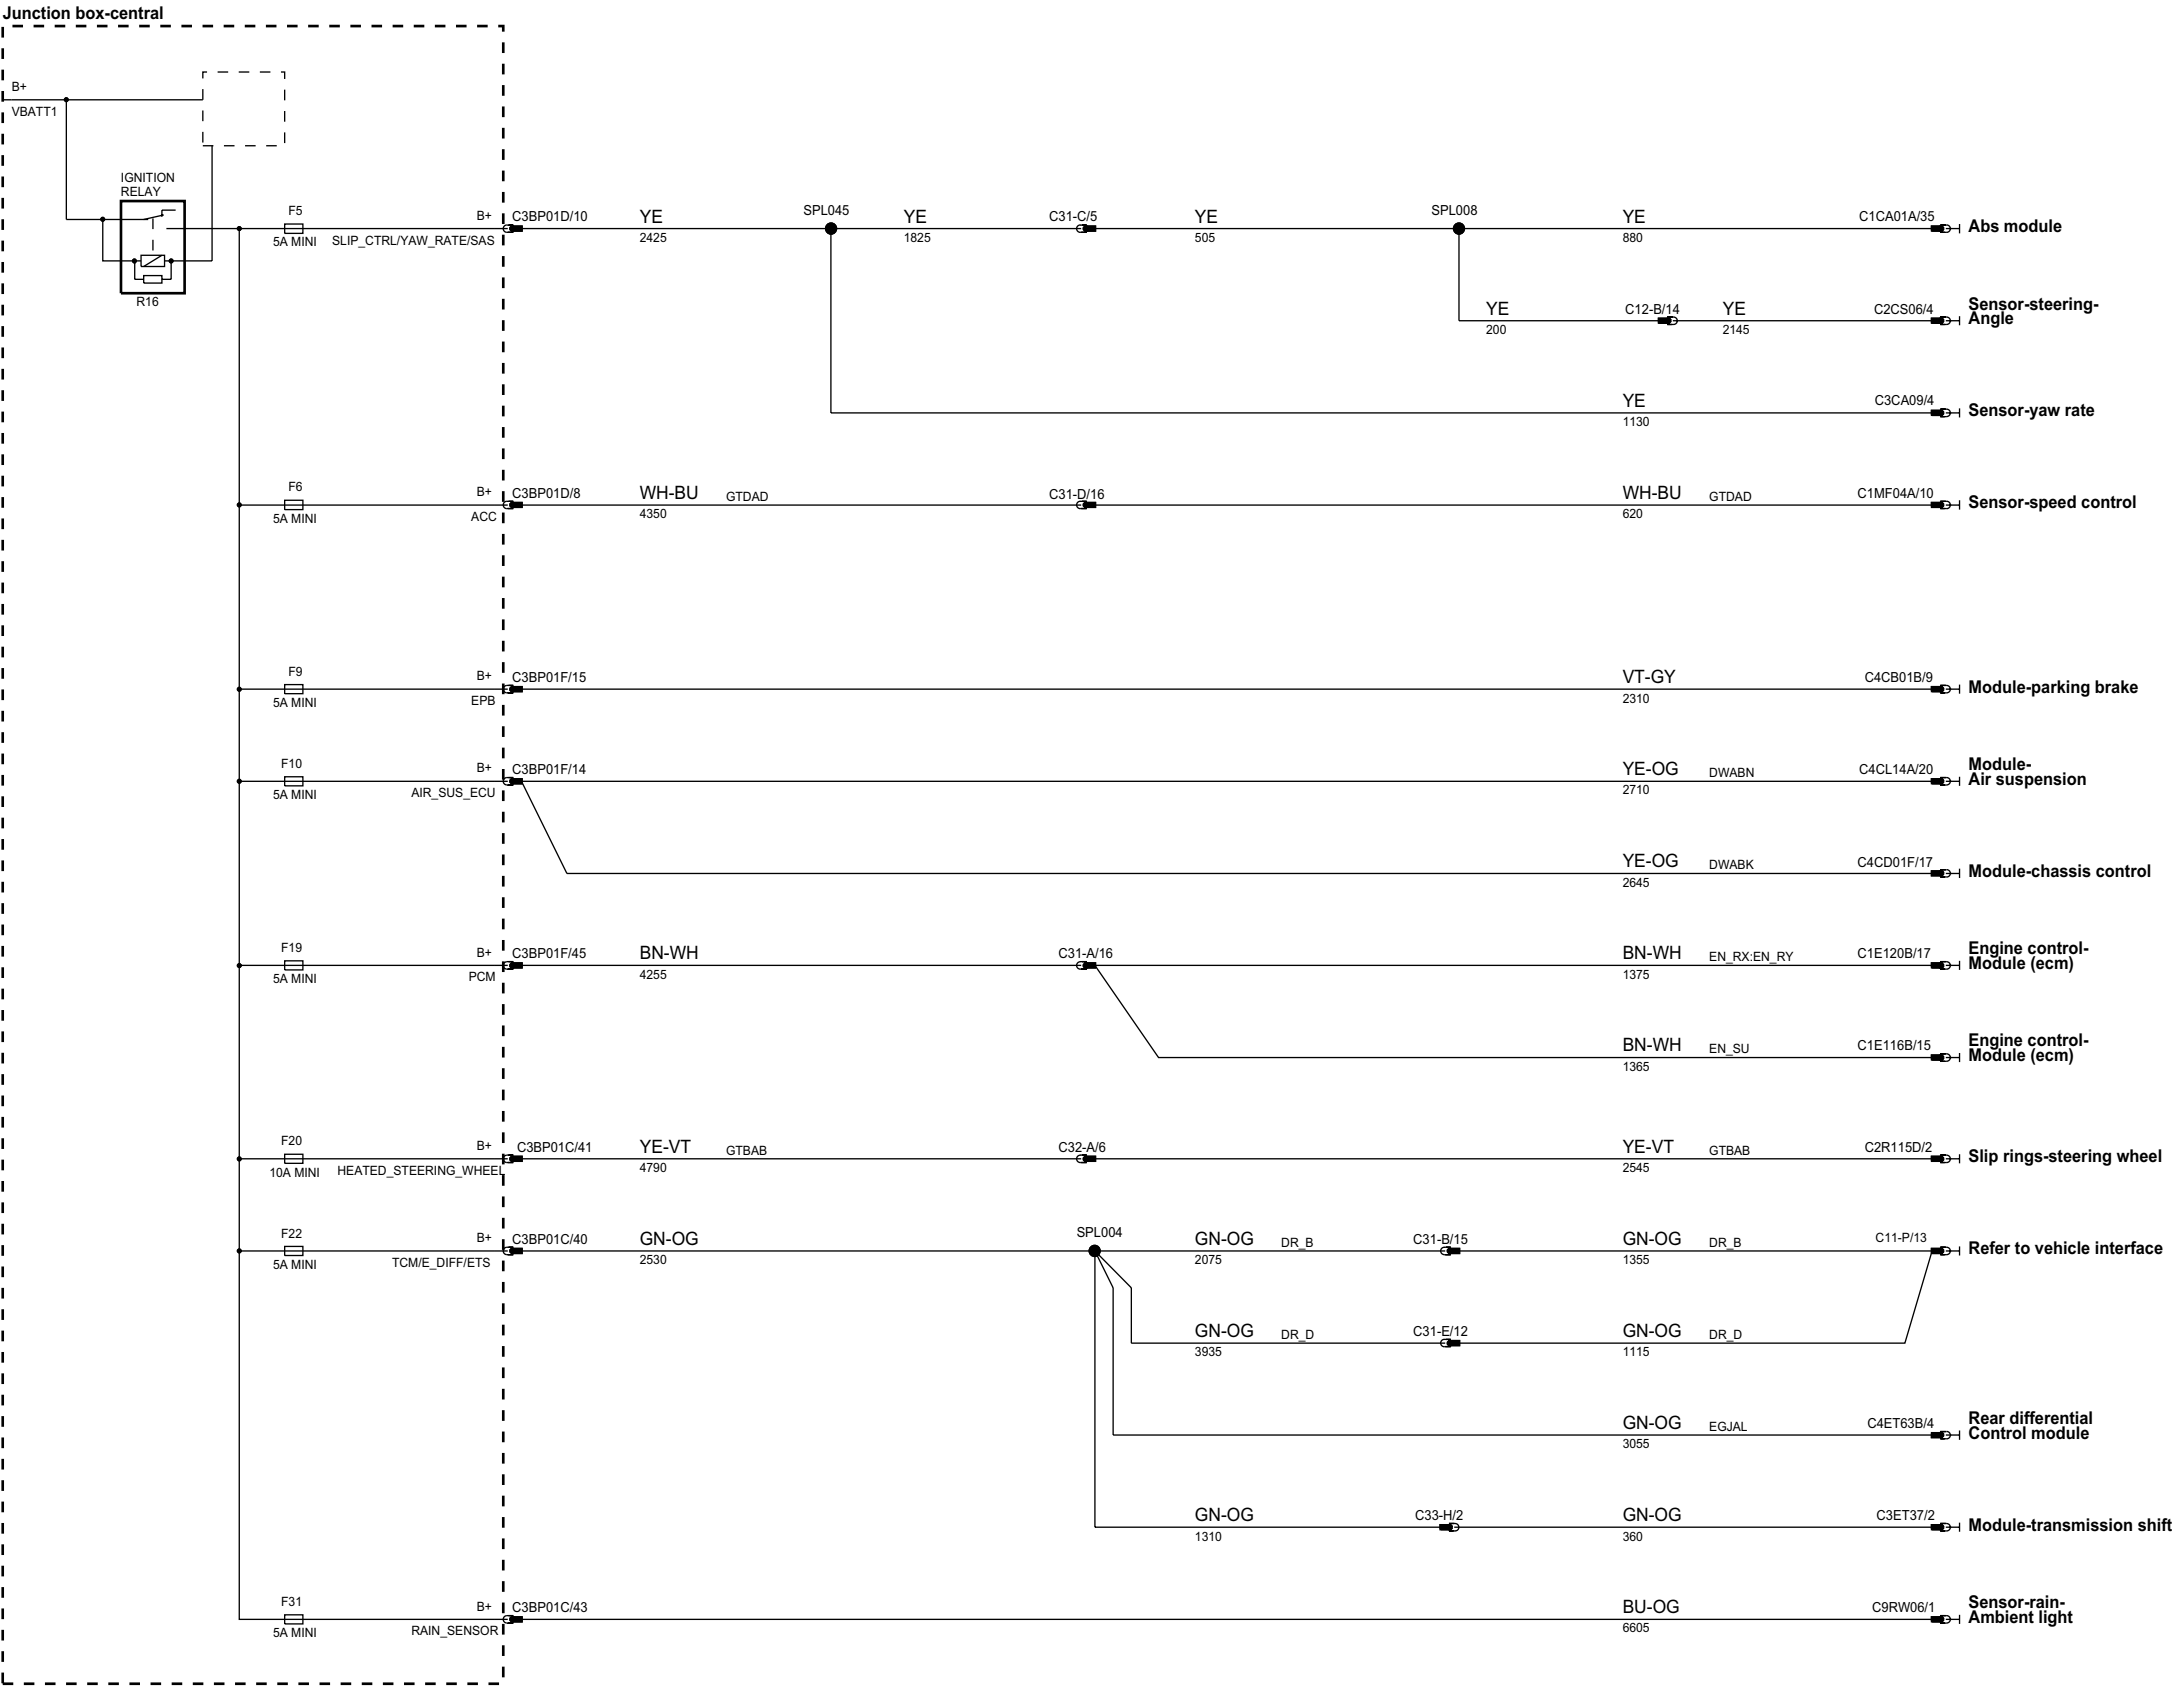 Junction box-central
B+
VBATT1
IGNITION
RELAY
R16
F5
5A MINI
B+
SLIP_CTRL/YAW_RATE/SAS
C3BP01D/10
YE
2425
SPL045
YE
1825
C31-C/5
YE
505
SPL008
YE
880
C1CA01A/35
Abs module
YE
200
C12-B/14
YE
2145
C2CS06/4
Sensor-steering-
Angle
YE
1130
C3CA09/4
Sensor-yaw rate
F6
5A MINI
B+
ACC
C3BP01D/8
WH-BU
GTDAD
4350
C31-D/16
WH-BU
GTDAD
620
C1MF04A/10
Sensor-speed control
F9
5A MINI
B+
EPB
C3BP01F/15
VT-GY
2310
C4CB01B/9
Module-parking brake
F10
5A MINI
B+
AIR_SUS_ECU
C3BP01F/14
YE-OG
DWABN
2710
C4CL14A/20
Module-
Air suspension
YE-OG
DWABK
2645
C4CD01F/17
Module-chassis control
F19
5A MINI
B+
PCM
C3BP01F/45
BN-WH
4255
C31-A/16
BN-WH
EN_RX:EN_RY
1375
C1E120B/17
Engine control-
Module (ecm)
BN-WH
EN_SU
1365
C1E116B/15
Engine control-
Module (ecm)
F20
10A MINI
B+
HEATED_STEERING_WHEEL
C3BP01C/41
YE-VT
GTBAB
4790
C32-A/6
YE-VT
GTBAB
2545
C2R115D/2
Slip rings-steering wheel
F22
5A MINI
B+
TCM/E_DIFF/ETS
C3BP01C/40
GN-OG
2530
SPL004
GN-OG
DR_B
2075
C31-B/15
GN-OG
DR_B
1355
C11-P/13
Refer to vehicle interface
GN-OG
DR_D
3935
C31-E/12
GN-OG
DR_D
1115
GN-OG
EGJAL
3055
C4ET63B/4
Rear differential
Control module
GN-OG
1310
C33-H/2
GN-OG
360
C3ET37/2
Module-transmission shift
F31
5A MINI
B+
RAIN_SENSOR
C3BP01C/43
BU-OG
6605
C9RW06/1
Sensor-rain-
Ambient light